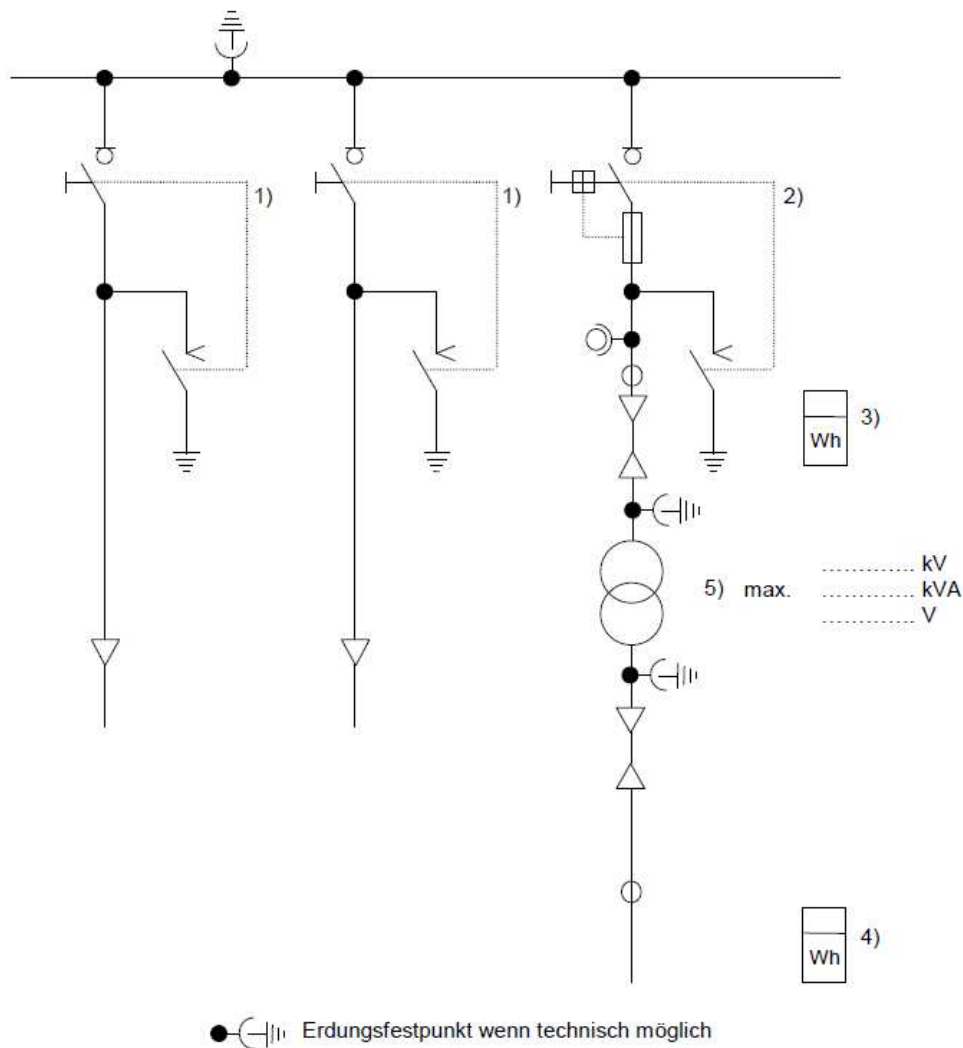 1)
1)
2)
3)
Wh
5) max. .............. kV
.............. kVA
.............. V
4)
Wh
Erdungsfestpunkt wenn technisch möglich